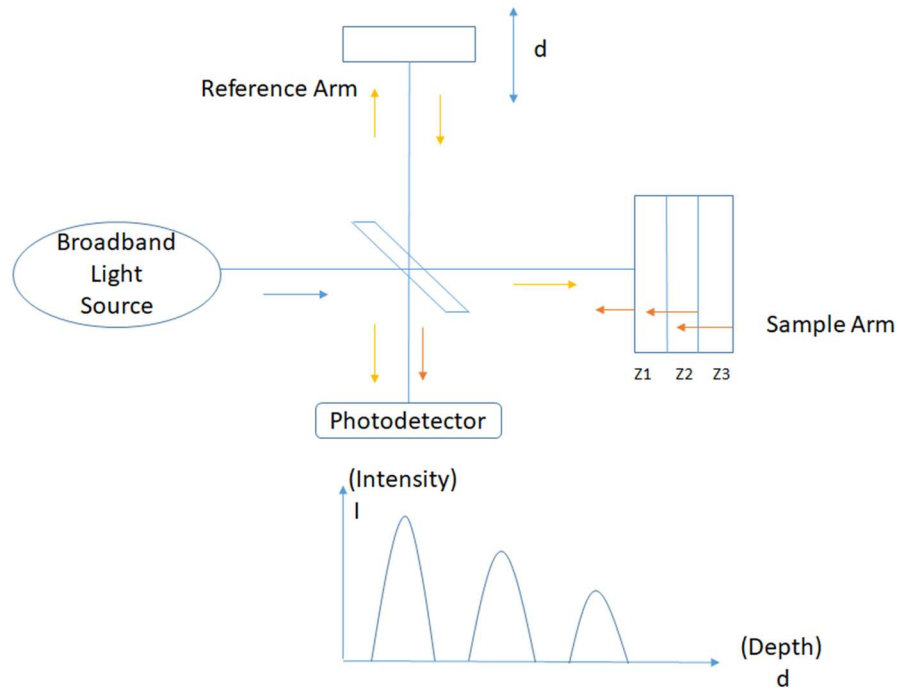 d
Reference Arm
Broadband
Light
Source
Sample Arm
Z1 Z2 Z3
Photodetector
(Intensity)
I
(Depth)
d